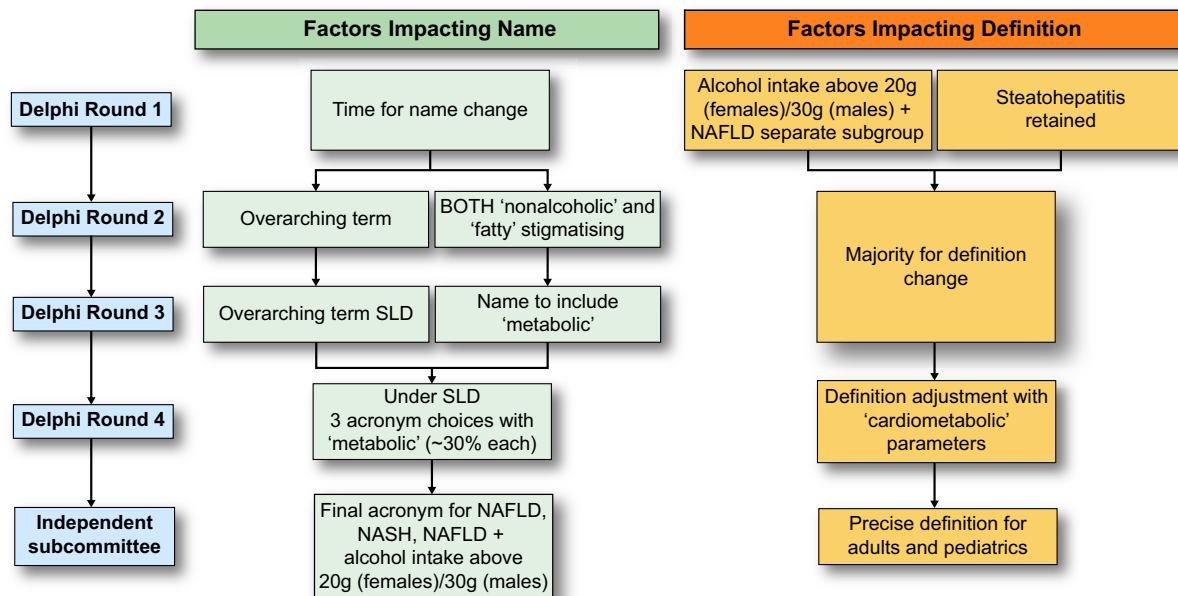 Factors Impacting Name
Factors Impacting Definition
Delphi Round 1
Time for name change
Alcohol intake above 20g
(females)/30g (males) +
NAFLD separate subgroup
Steatohepatitis
retained
Delphi Round 2
Overarching term
BOTH ‘nonalcoholic’ and
‘fatty’ stigmatising
Majority for definition
change
Delphi Round 3
Overarching term SLD
Name to include
‘metabolic’
Delphi Round 4
Under SLD
3 acronym choices with
‘metabolic’ (~30% each)
Definition adjustment with
‘cardiometabolic’
parameters
Independent
subcommittee
Final acronym for NAFLD,
NASH, NAFLD +
alcohol intake above
20g (females)/30g (males)
Precise definition for
adults and pediatrics